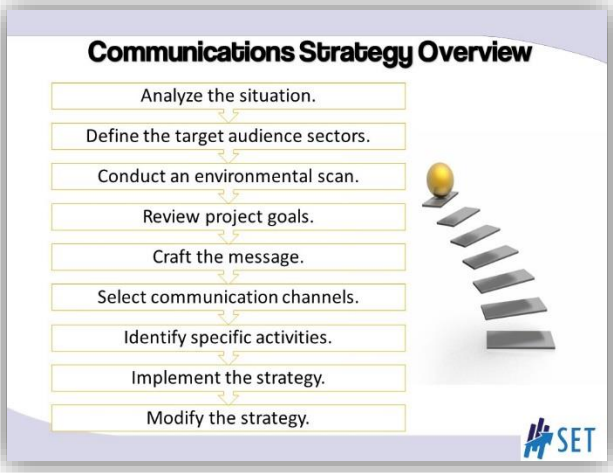 Communications Strategy Overview
Analyze the situation.
Define the target audience sectors.
Conduct an environmental scan.
Review project goals.
Craft the message.
Select communication channels.
Identify specific activities.
Implement the strategy.
Modify the strategy.
SET